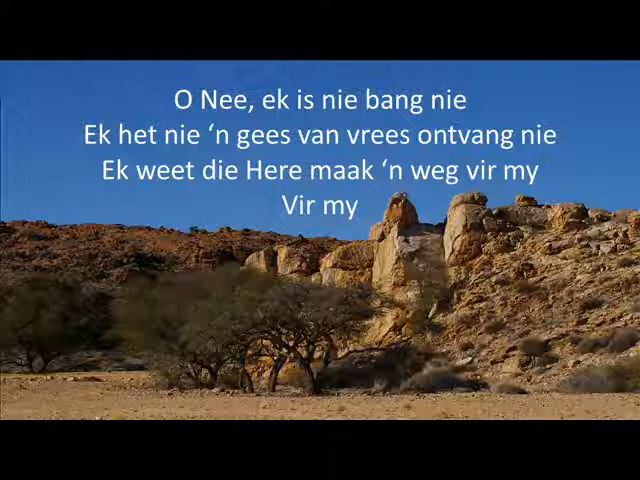 O Nee, ek is nie bang nie
Ek het nie ‘n gees van vrees ontvang nie
Ek weet die Here maak ‘n weg vir my
Vir my